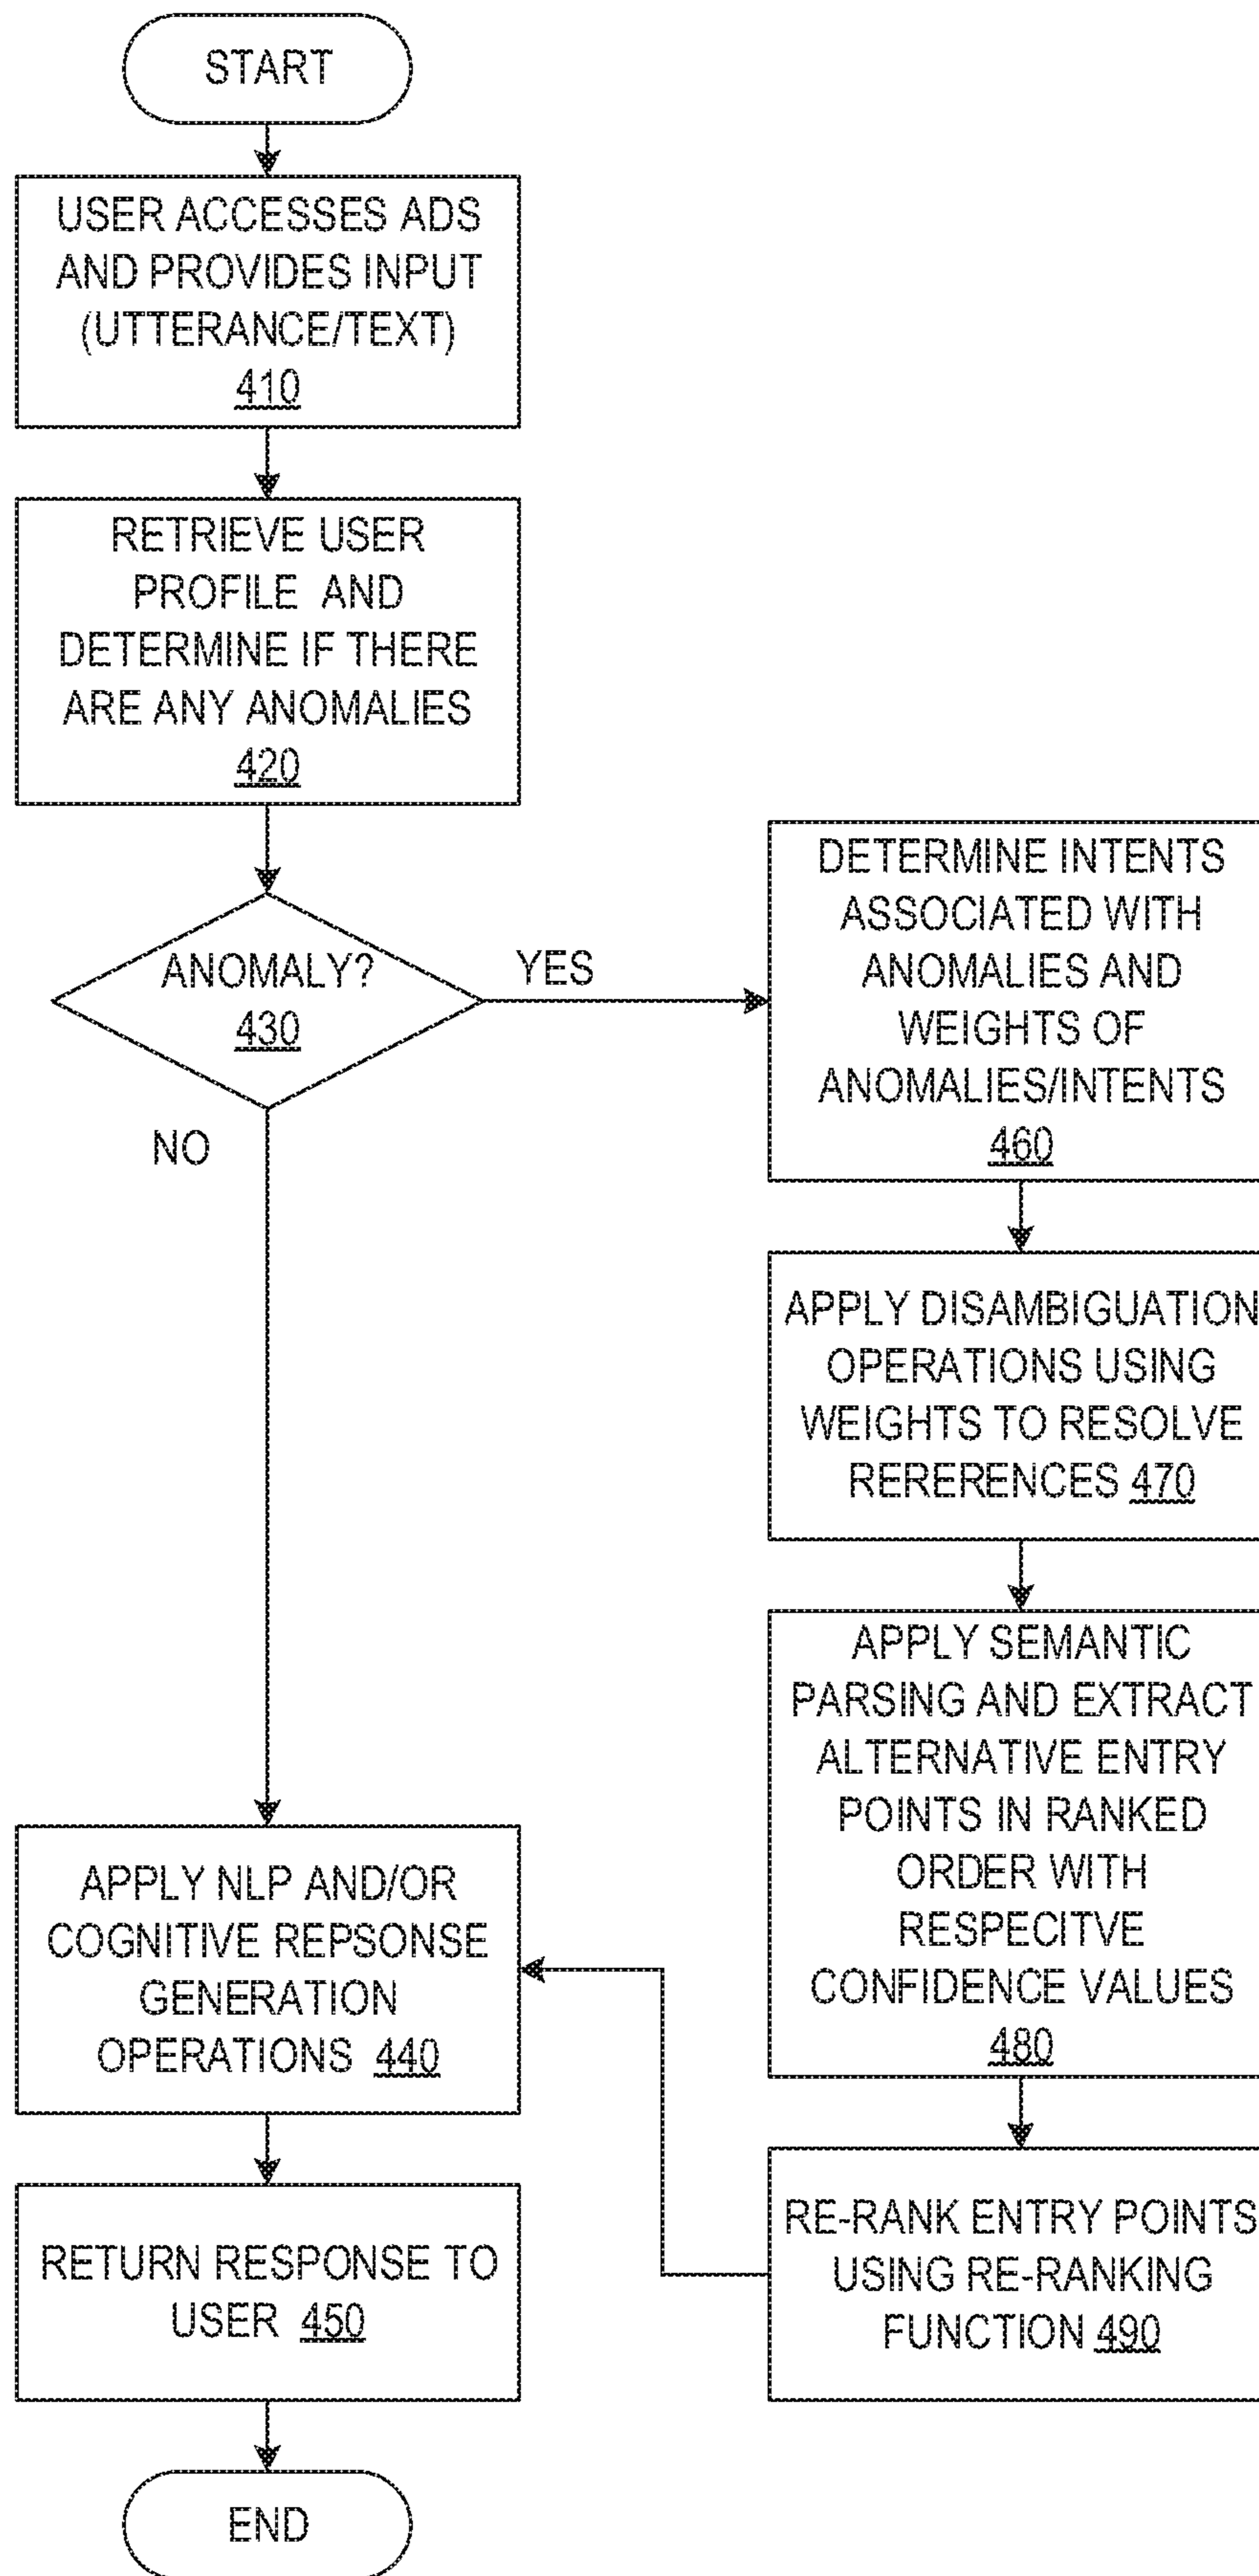 START
USER ACCESSES ADS
AND PROVIDES INPUT
(UTTERANCE/TEXT)
410
RETRIEVE USER
PROFILE AND
DETERMINE IF THERE
ARE ANY ANOMALIES
420
ANOMALY?
430
YES
NO
DETERMINE INTENTS
ASSOCIATED WITH
ANOMALIES AND
WEIGHTS OF
ANOMALIES/INTENTS
460
APPLY DISAMBIGUATION
OPERATIONS USING
WEIGHTS TO RESOLVE
RERERENCES 470
APPLY SEMANTIC
PARSING AND EXTRACT
ALTERNATIVE ENTRY
POINTS IN RANKED
ORDER WITH
RESPECITVE
CONFIDENCE VALUES
480
RE-RANK ENTRY POINTS
USING RE-RANKING
FUNCTION 490
APPLY NLP AND/OR
COGNITIVE REPSONSE
GENERATION
OPERATIONS 440
RETURN RESPONSE TO
USER 450
END